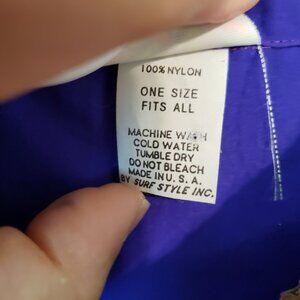 100% NYLON
ONE SIZE
FITS ALL
MACHINE WASH
COLD WATER
TUMBLE DRY
DO NOT BLEACH
MADE IN U. S. A.
BY SURF STYLE INC.